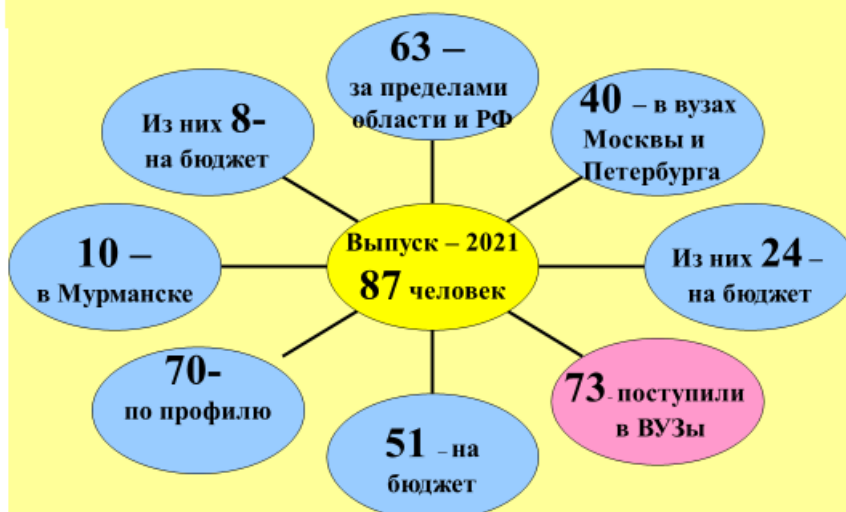 63 –
за пределами
области и РФ
40 – в вузах
Москвы и
Петербурга
Из них 8-
на бюджет
Выпуск – 2021
87 человек
10 –
в Мурманске
Из них 24 –
на бюджет
70-
по профилю
73- поступили
в ВУЗы
51 – на
бюджет